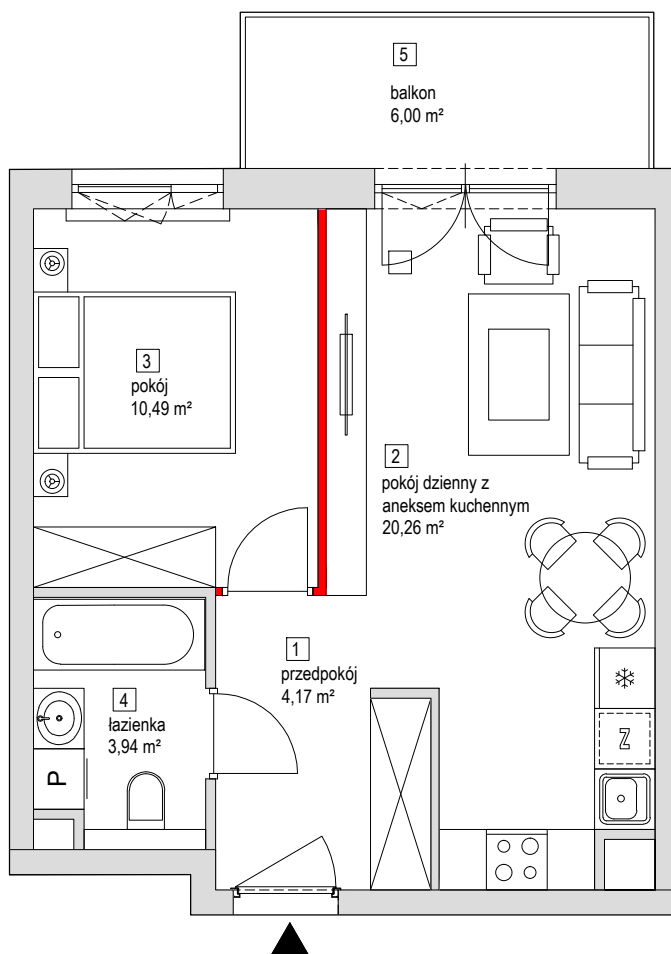 5
balkon
6,00 m²
3
pokój
10,49 m²
2
pokój dzienny z
aneksem kuchennym
20,26 m²
1
przedpokój
4,17 m²
4
łazienka
3,94 m²
Z
P